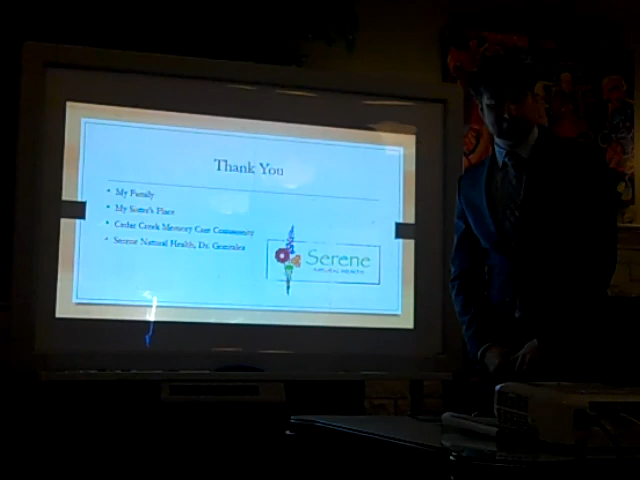 Thank You
My Family
My Sister's Place
Cedar Creek Memory Care Community
Serene Natural Health, Dr. Gonzalez
Serene
NATURAL HEALTH